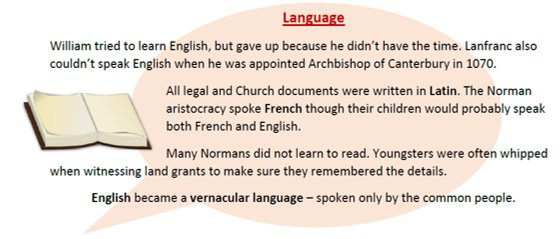 Language
William tried to learn English, but gave up because he didn’t have the time. Lanfranc also
couldn’t speak English when he was appointed Archbishop of Canterbury in 1070.
All legal and Church documents were written in Latin. The Norman
aristocracy spoke French though their children would probably speak
both French and English.
Many Normans did not learn to read. Youngsters were often whipped
when witnessing land grants to make sure they remembered the details.
English became a vernacular language – spoken only by the common people.